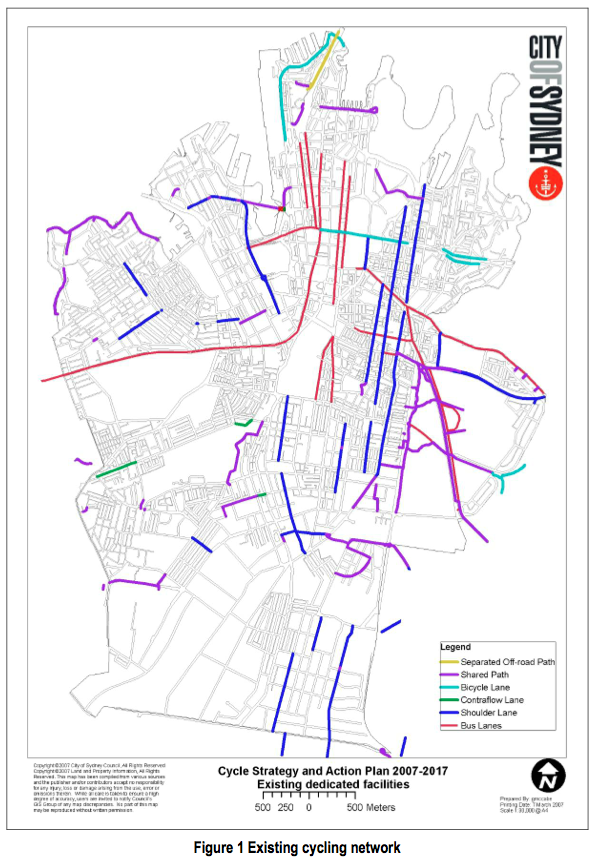 CITY OF SYDNEY
Legend
Separated Off-road Path
Shared Path
Bicycle Lane
Contraflow Lane
Shoulder Lane
Bus Lanes
Copyright©2007 City of Sydney Council, All Rights Reserved
Copyright©2007 Land and Property Information, All Rights
Reserved. This map has been compiled from various sources
and the publisher and/or contributors accept no responsibility
for any injury, loss or damage arising from the use, error or
omissions therein. While all care is taken to ensure a high
degree of accuracy, users are invited to notify Council's
GIS Group of any map discrepancies. No part of this map
may be reproduced without written permission.
Cycle Strategy and Action Plan 2007-2017
Existing dedicated facilities
500 250 0 500 Meters
N
Prepared By: gmccabe
Printing Date: 7 March 2007
Scale 1:30,000 @ A4
Figure 1 Existing cycling network